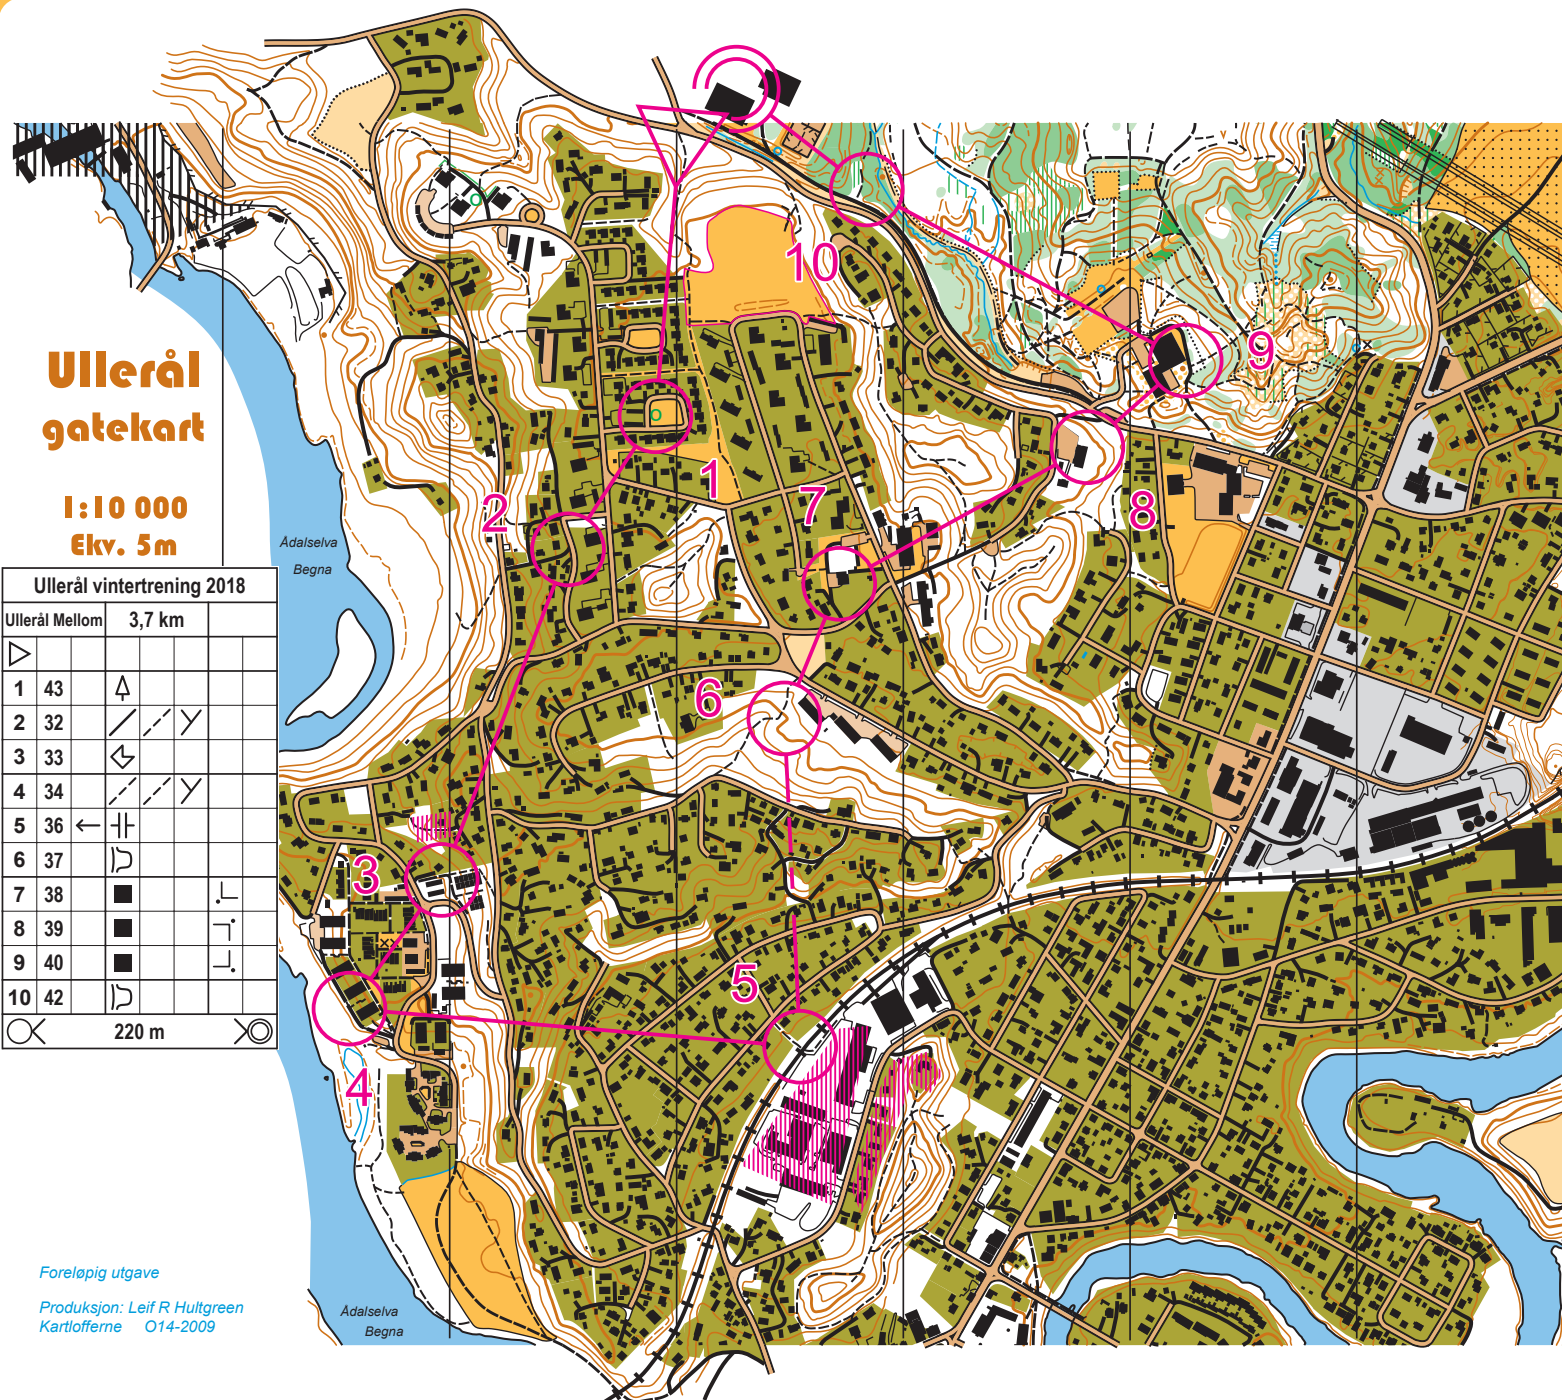 Ullerål
gatekart
1:10 000
Ekv. 5m
Ullerål vintertrening 2018
Ullerål Mellom 3,7 km
1 43
2 32
3 33
4 34
5 36
6 37
7 38
8 39
9 40
10 42
220 m
Ådalselva
Begna
10
9
1
2
7
8
6
3
5
4
Foreløpig utgave
Produksjon: Leif R Hultgreen
Kartlofferne O14-2009
Ådalselva
Begna